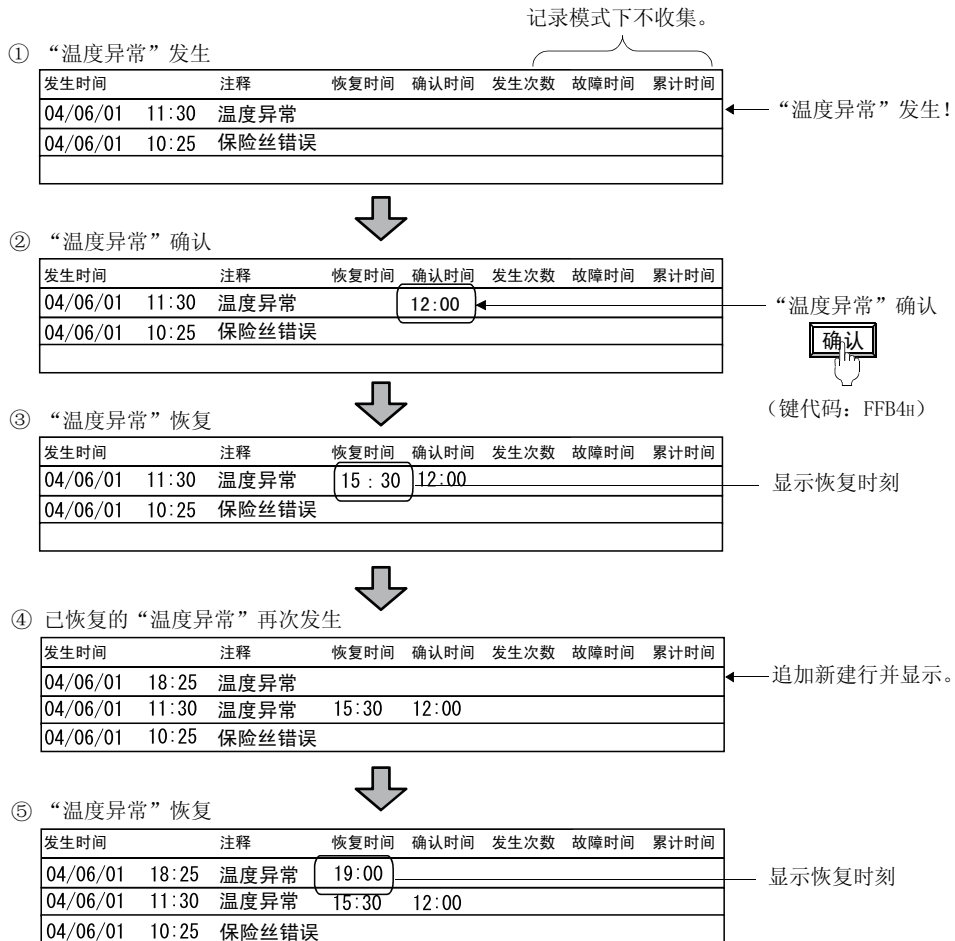 记录模式下不收集。
① “温度异常”发生
发生时间 注释 恢复时间 确认时间 发生次数 故障时间 累计时间
04/06/01 11:30 温度异常
“温度异常”发生!
04/06/01 10:25 保险丝错误
② “温度异常”确认
发生时间 注释 恢复时间 确认时间 发生次数 故障时间 累计时间
04/06/01 11:30 温度异常 12:00
“温度异常”确认
04/06/01 10:25 保险丝错误
确认
(键代码：FFB4H)
③ “温度异常”恢复
发生时间 注释 恢复时间 确认时间 发生次数 故障时间 累计时间
04/06/01 11:30 温度异常 15:30 12:00
显示恢复时刻
04/06/01 10:25 保险丝错误
④ 已恢复的“温度异常”再次发生
发生时间 注释 恢复时间 确认时间 发生次数 故障时间 累计时间
追加新建行并显示。
04/06/01 18:25 温度异常
04/06/01 11:30 温度异常 15:30 12:00
04/06/01 10:25 保险丝错误
⑤ “温度异常”恢复
发生时间 注释 恢复时间 确认时间 发生次数 故障时间 累计时间
04/06/01 18:25 温度异常 19:00
显示恢复时刻
04/06/01 11:30 温度异常 15:30 12:00
04/06/01 10:25 保险丝错误